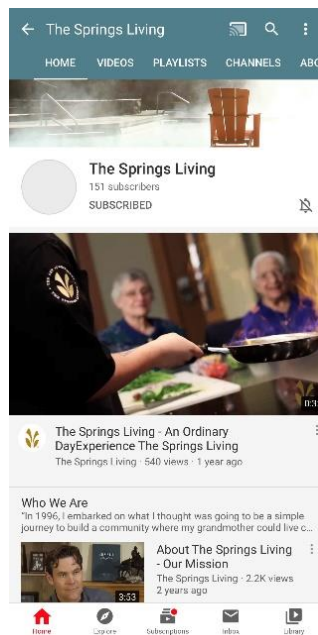 The Springs Living
HOME VIDEOS PLAYLISTS CHANNELS ABO
The Springs Living
151 subscribers
SUBSCRIBED
The Springs Living - An Ordinary
DayExperience The Springs Living
The Springs Living · 540 views · 1 year ago
Who We Are
"In 1996, I embarked on what I thought was going to be a simple
journey to build a community where my grandmother could live c...
About The Springs Living
- Our Mission
The Springs Living · 2.2K views
2 years ago
3:53
Home Explore Subscriptions Inbox Library